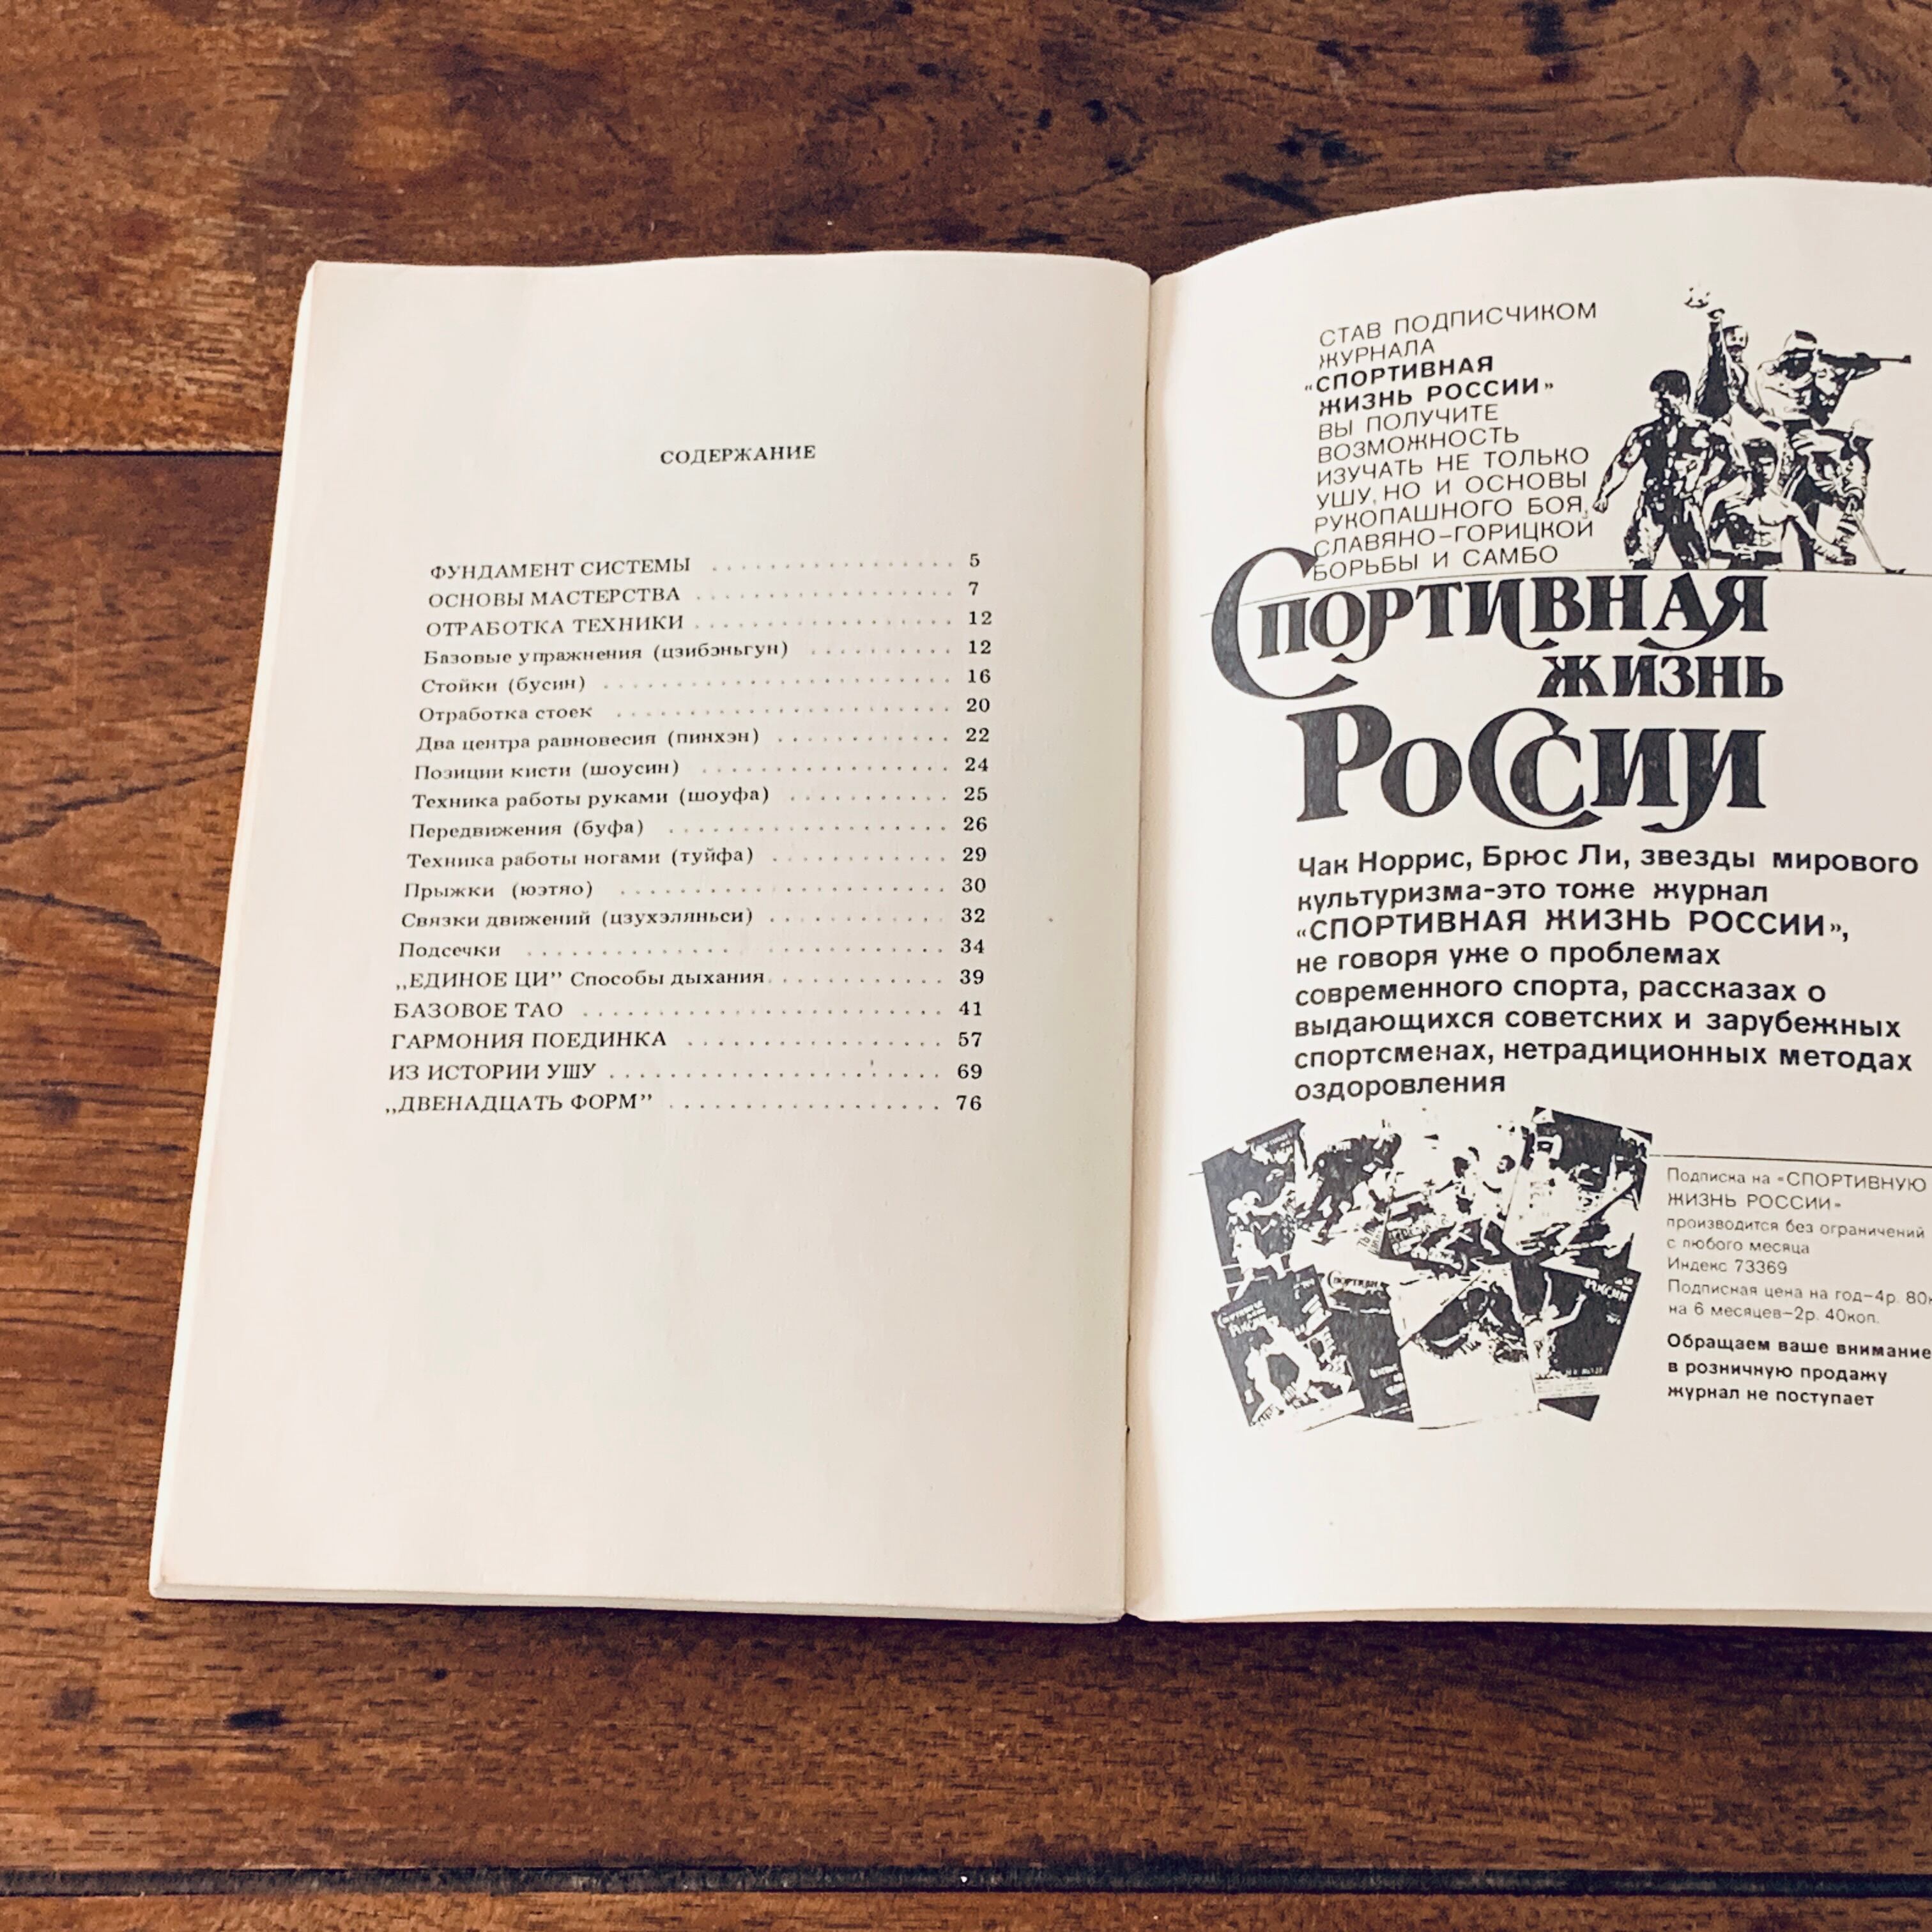 СОДЕРЖАНИЕ
ФУНДАМЕНТ СИСТЕМЫ . . . . . . . . . . . . . . . . . 5
ОСНОВЫ МАСТЕРСТВА . . . . . . . . . . . . . . . . . . 7
ОТРАБОТКА ТЕХНИКИ . . . . . . . . . . . . . . . . . . 12
Базовые упражнения (цзибэньгун) . . . . . . . . . . 12
Стойки (бусин) . . . . . . . . . . . . . . . . . . . . . . . . 16
Отработка стоек . . . . . . . . . . . . . . . . . . . . . . . 20
Два центра равновесия (пинхэн) . . . . . . . . . . . . 22
Позиции кисти (шоусин) . . . . . . . . . . . . . . . . . 24
Техника работы руками (шоуфа) . . . . . . . . . . . 25
Передвижения (буфа) . . . . . . . . . . . . . . . . . . . 26
Техника работы ногами (туйфа) . . . . . . . . . . . . 29
Прыжки (юэтяо) . . . . . . . . . . . . . . . . . . . . . . 30
Связки движений (цзухэляньси) . . . . . . . . . . . . 32
Подсечки . . . . . . . . . . . . . . . . . . . . . . . . . . . 34
„ЕДИНОЕ ЦИ” Способы дыхания . . . . . . . . . . . . 39
БАЗОВОЕ ТАО . . . . . . . . . . . . . . . . . . . . . . . . 41
ГАРМОНИЯ ПОЕДИНКА . . . . . . . . . . . . . . . . . 57
ИЗ ИСТОРИИ УШУ . . . . . . . . . . . . . . . . . . . . . 69
„ДВЕНАДЦАТЬ ФОРМ” . . . . . . . . . . . . . . . . . . 76
СТАВ ПОДПИСЧИКОМ
ЖУРНАЛА
«СПОРТИВНАЯ
ЖИЗНЬ РОССИИ»
ВЫ ПОЛУЧИТЕ
ВОЗМОЖНОСТЬ
ИЗУЧАТЬ НЕ ТОЛЬКО
УШУ, НО И ОСНОВЫ
РУКОПАШНОГО БОЯ,
СЛАВЯНО-ГОРИЦКОЙ
БОРЬБЫ И САМБО
СПОРТИВНАЯ
ЖИЗНЬ
РОССИИ
Чак Норрис, Брюс Ли, звезды мирового
культуризма-это тоже журнал
«СПОРТИВНАЯ ЖИЗНЬ РОССИИ»,
не говоря уже о проблемах
современного спорта, рассказах о
выдающихся советских и зарубежных
спортсменах, нетрадиционных методах
оздоровления
Подписка на «СПОРТИВНУЮ
ЖИЗНЬ РОССИИ»
производится без ограничений
с любого месяца
Индекс 73369
Подписная цена на год-4р. 80к
на 6 месяцев-2р. 40коп.
Обращаем ваше внимание
в розничную продажу
журнал не поступает